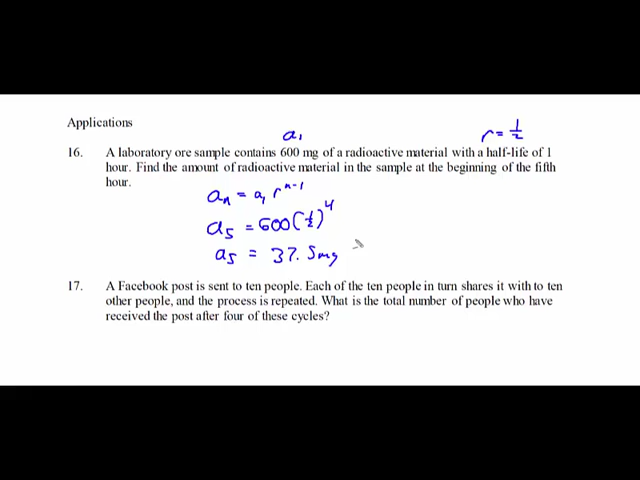 Applications
a₁ r = 1/2
16. A laboratory ore sample contains 600 mg of a radioactive material with a half-life of 1
hour. Find the amount of radioactive material in the sample at the beginning of the fifth
hour.
aₙ = a₁ rⁿ⁻¹
a₅ = 600(1/2)⁴
a₅ = 37.5mg
17. A Facebook post is sent to ten people. Each of the ten people in turn shares it with to ten
other people, and the process is repeated. What is the total number of people who have
received the post after four of these cycles?